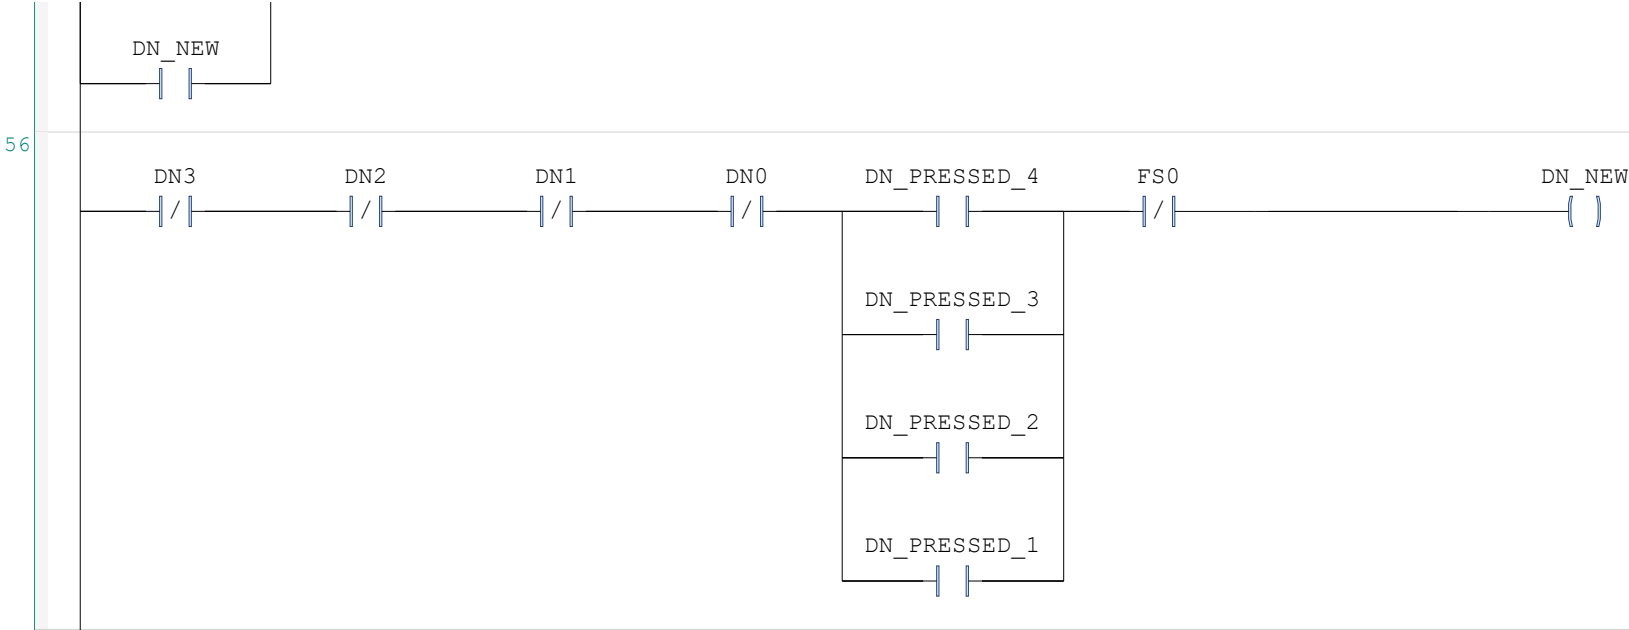 DN_NEW
56
DN3 DN2 DN1 DN0 DN_PRESSED_4 FS0 DN_NEW
DN_PRESSED_3
DN_PRESSED_2
DN_PRESSED_1